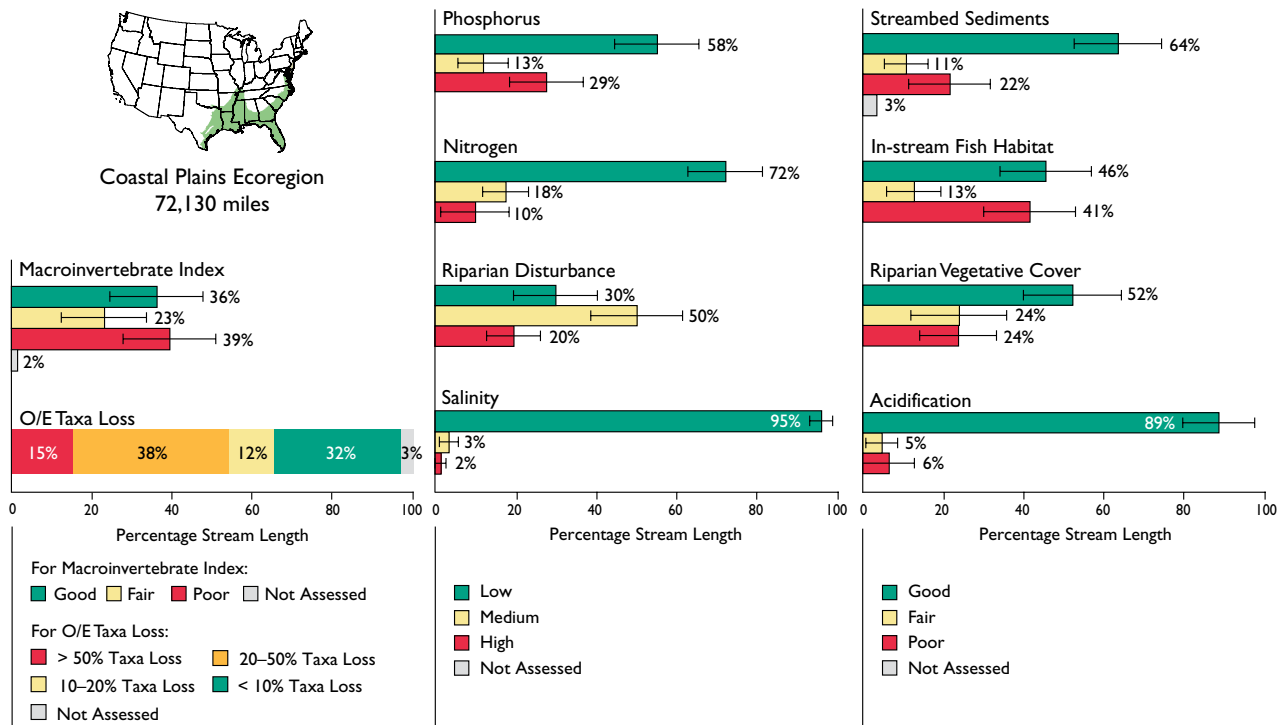 Coastal Plains Ecoregion
72,130 miles
Macroinvertebrate Index
36%
23%
39%
2%
O/E Taxa Loss
15% 38% 12% 32% 3%
0 20 40 60 80 100
Percentage Stream Length
For Macroinvertebrate Index:
Good Fair Poor Not Assessed
For O/E Taxa Loss:
> 50% Taxa Loss 20–50% Taxa Loss
10–20% Taxa Loss < 10% Taxa Loss
Not Assessed
Phosphorus
58%
13%
29%
Nitrogen
72%
18%
10%
Riparian Disturbance
30%
50%
20%
Salinity
95%
3%
2%
0 20 40 60 80 100
Percentage Stream Length
Low
Medium
High
Not Assessed
Streambed Sediments
64%
11%
22%
3%
In-stream Fish Habitat
46%
13%
41%
Riparian Vegetative Cover
52%
24%
24%
Acidification
89%
5%
6%
0 20 40 60 80 100
Percentage Stream Length
Good
Fair
Poor
Not Assessed